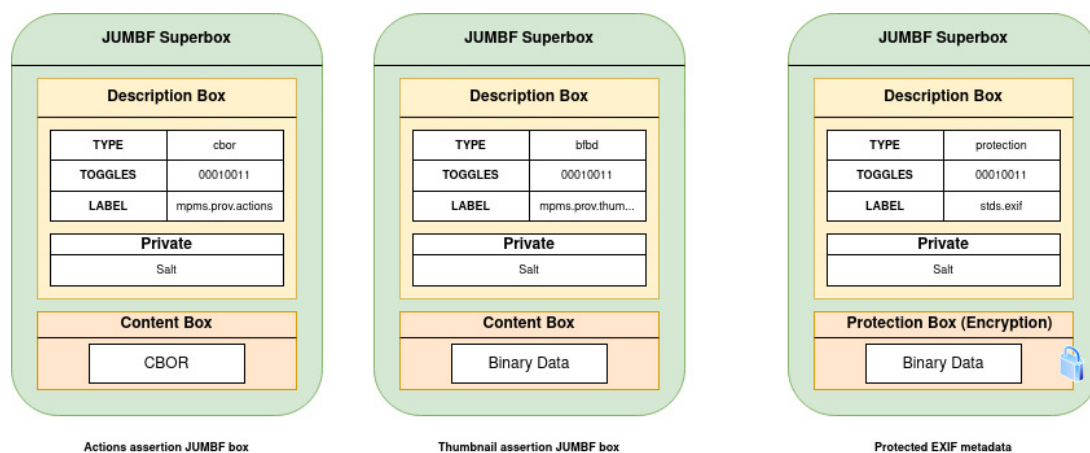 JUMBF Superbox
Description Box
TYPE cbor
TOGGLES 00010011
LABEL mpms.prov.actions
Private
Salt
Content Box
CBOR
Actions assertion JUMBF box
JUMBF Superbox
Description Box
TYPE bfbd
TOGGLES 00010011
LABEL mpms.prov.thum...
Private
Salt
Content Box
Binary Data
Thumbnail assertion JUMBF box
JUMBF Superbox
Description Box
TYPE protection
TOGGLES 00010011
LABEL stds.exif
Private
Salt
Protection Box (Encryption)
Binary Data
Protected EXIF metadata